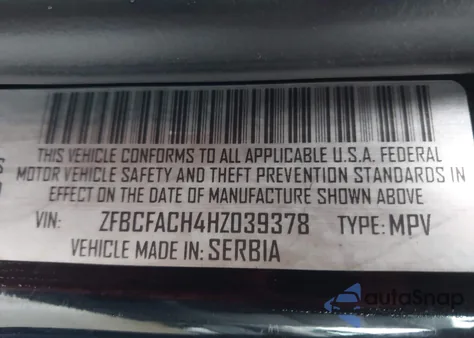 THIS VEHICLE CONFORMS TO ALL APPLICABLE U.S.A. FEDERAL
MOTOR VEHICLE SAFETY AND THEFT PREVENTION STANDARDS IN
EFFECT ON THE DATE OF MANUFACTURE SHOWN ABOVE
VIN: ZFBCFACH4HZ039378 TYPE: MPV
VEHICLE MADE IN: SERBIA
autoSnap